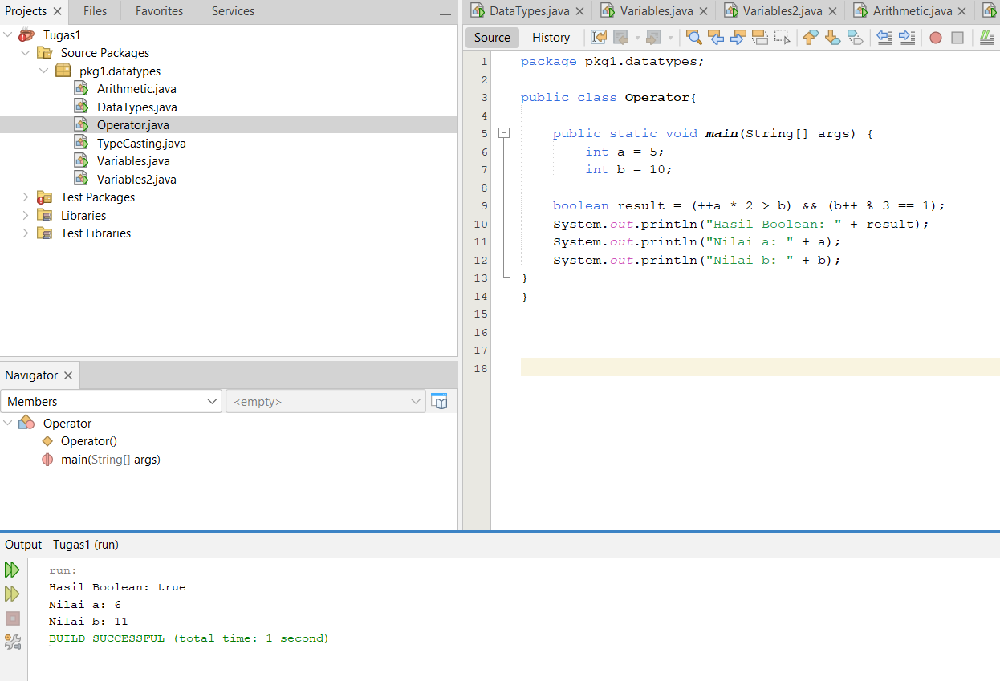 Projects Files Favorites Services
Tugas1
Source Packages
pkg1.datatypes
Arithmetic.java
DataTypes.java
Operator.java
TypeCasting.java
Variables.java
Variables2.java
Test Packages
Libraries
Test Libraries
Navigator
Members <empty>
Operator
Operator()
main(String[] args)
DataTypes.java Variables.java Variables2.java Arithmetic.java
Source History
1 package pkg1.datatypes;
2
3 public class Operator{
4
5 public static void main(String[] args) {
6 int a = 5;
7 int b = 10;
8
9 boolean result = (++a * 2 > b) && (b++ % 3 == 1);
10 System.out.println("Hasil Boolean: " + result);
11 System.out.println("Nilai a: " + a);
12 System.out.println("Nilai b: " + b);
13 }
14 }
15
16
17
18
Output - Tugas1 (run)
run:
Hasil Boolean: true
Nilai a: 6
Nilai b: 11
BUILD SUCCESSFUL (total time: 1 second)